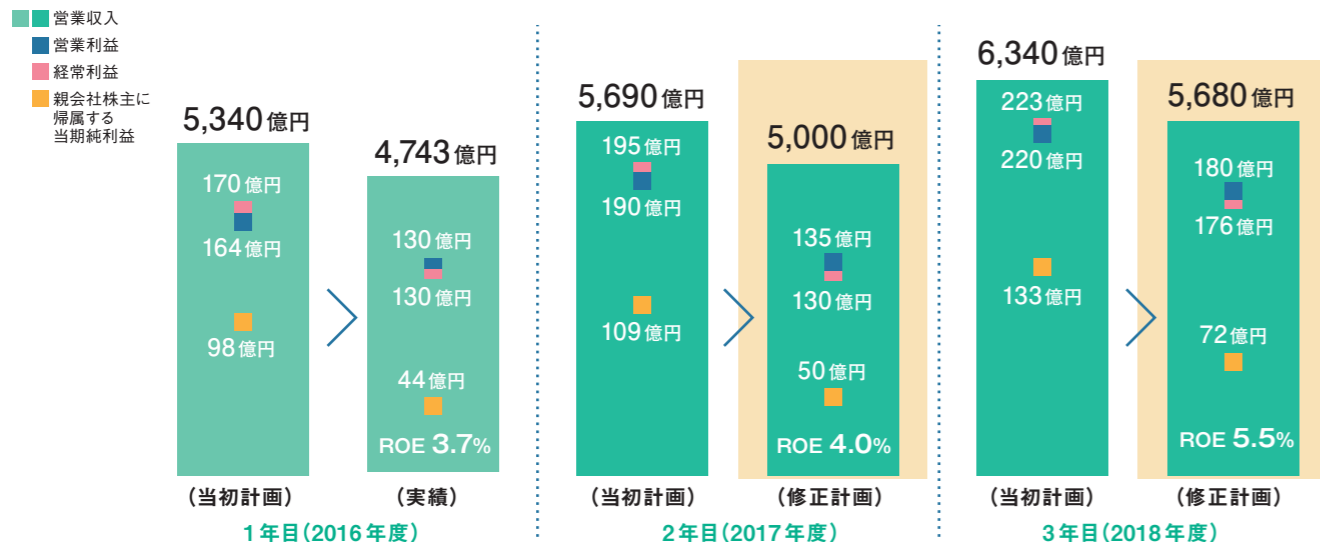 営業収入
営業利益
経常利益
親会社株主に
帰属する
当期純利益
5,340億円
170億円
164億円
98億円
(当初計画)
4,743億円
130億円
130億円
44億円
ROE 3.7%
(実績)
1年目(2016年度)
5,690億円
195億円
190億円
109億円
(当初計画)
5,000億円
135億円
130億円
50億円
ROE 4.0%
(修正計画)
2年目(2017年度)
6,340億円
223億円
220億円
133億円
(当初計画)
5,680億円
180億円
176億円
72億円
ROE 5.5%
(修正計画)
3年目(2018年度)